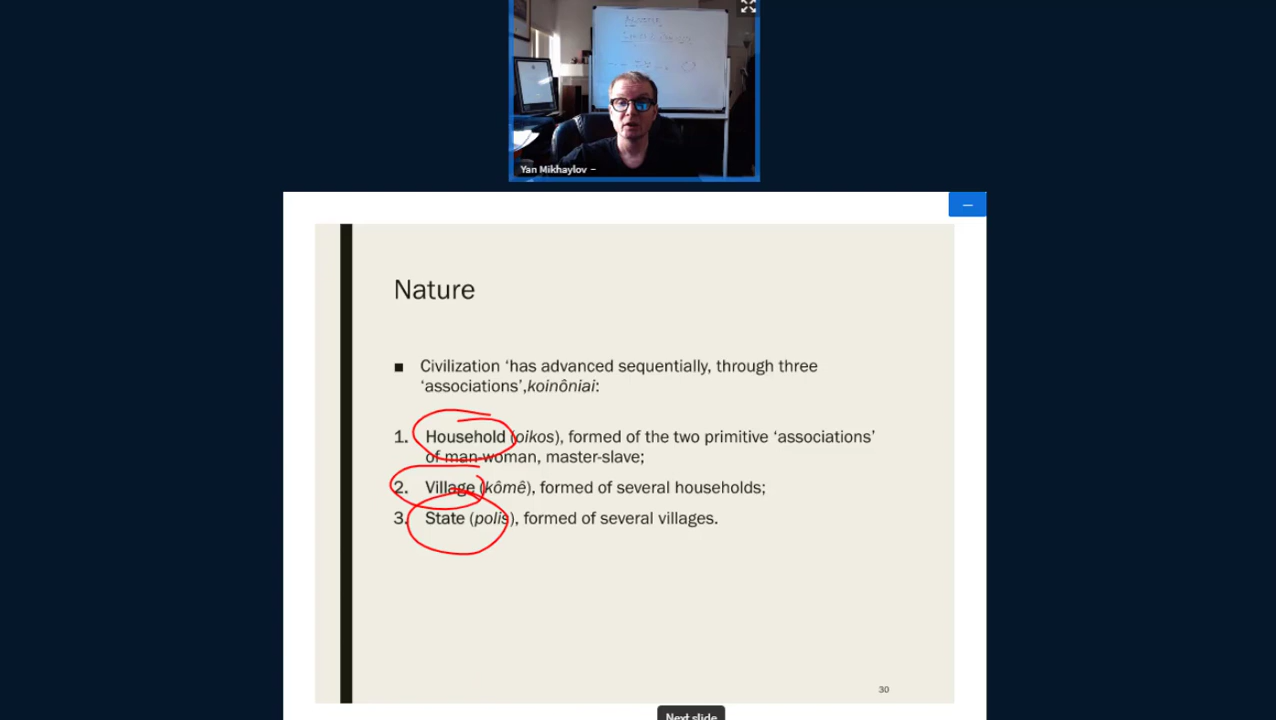 Yan Mikhaylov
Nature
Civilization ‘has advanced sequentially, through three
‘associations’,koinôniai:
1. Household (oikos), formed of the two primitive ‘associations’
of man-woman, master-slave;
2. Village (kômê), formed of several households;
3. State (polis), formed of several villages.
30
Next slide